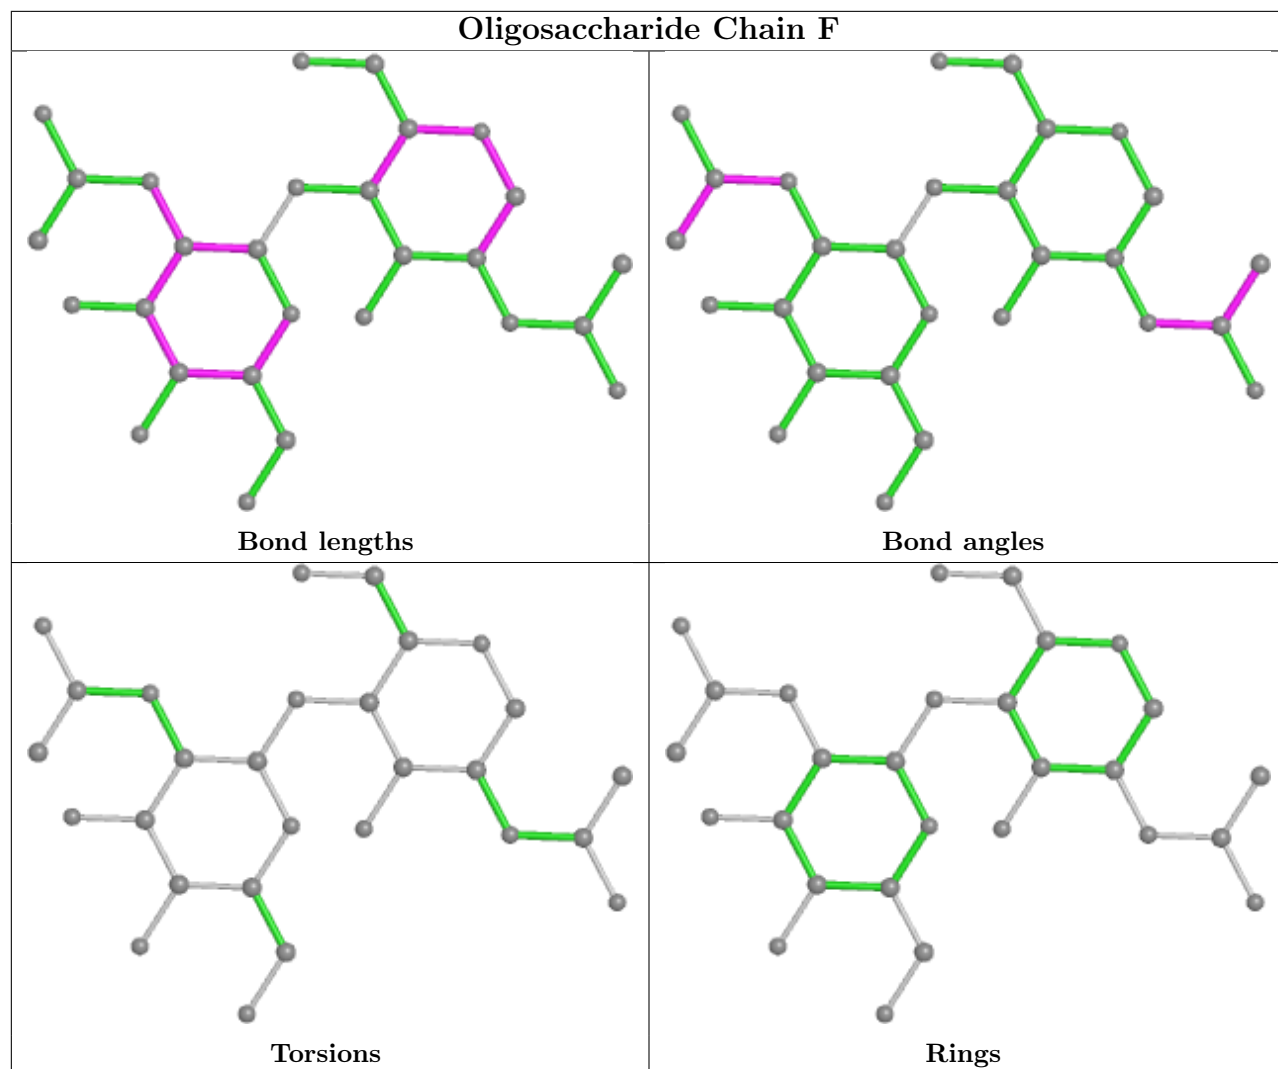 Oligosaccharide Chain F
Bond lengths
Bond angles
Torsions
Rings